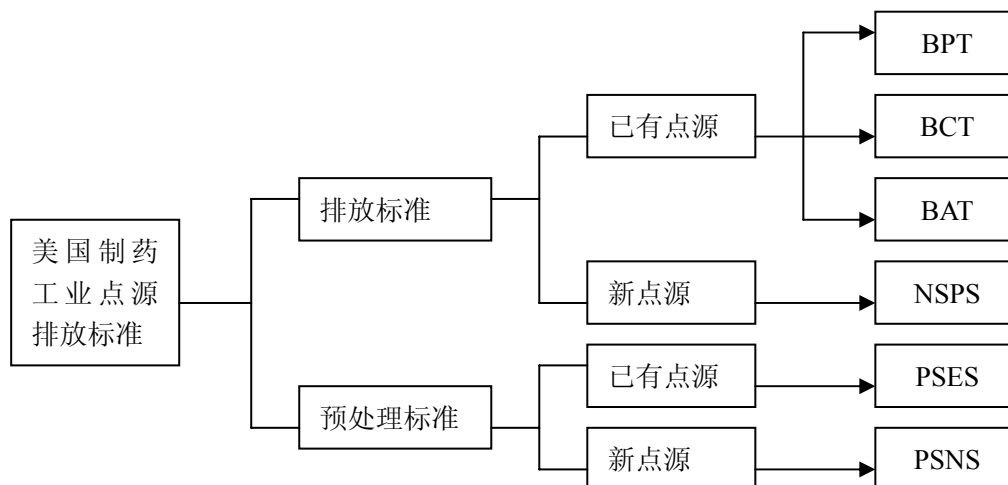 美国制药
工业点源
排放标准
排放标准
预处理标准
已有点源
新点源
已有点源
新点源
BPT
BCT
BAT
NSPS
PSES
PSNS